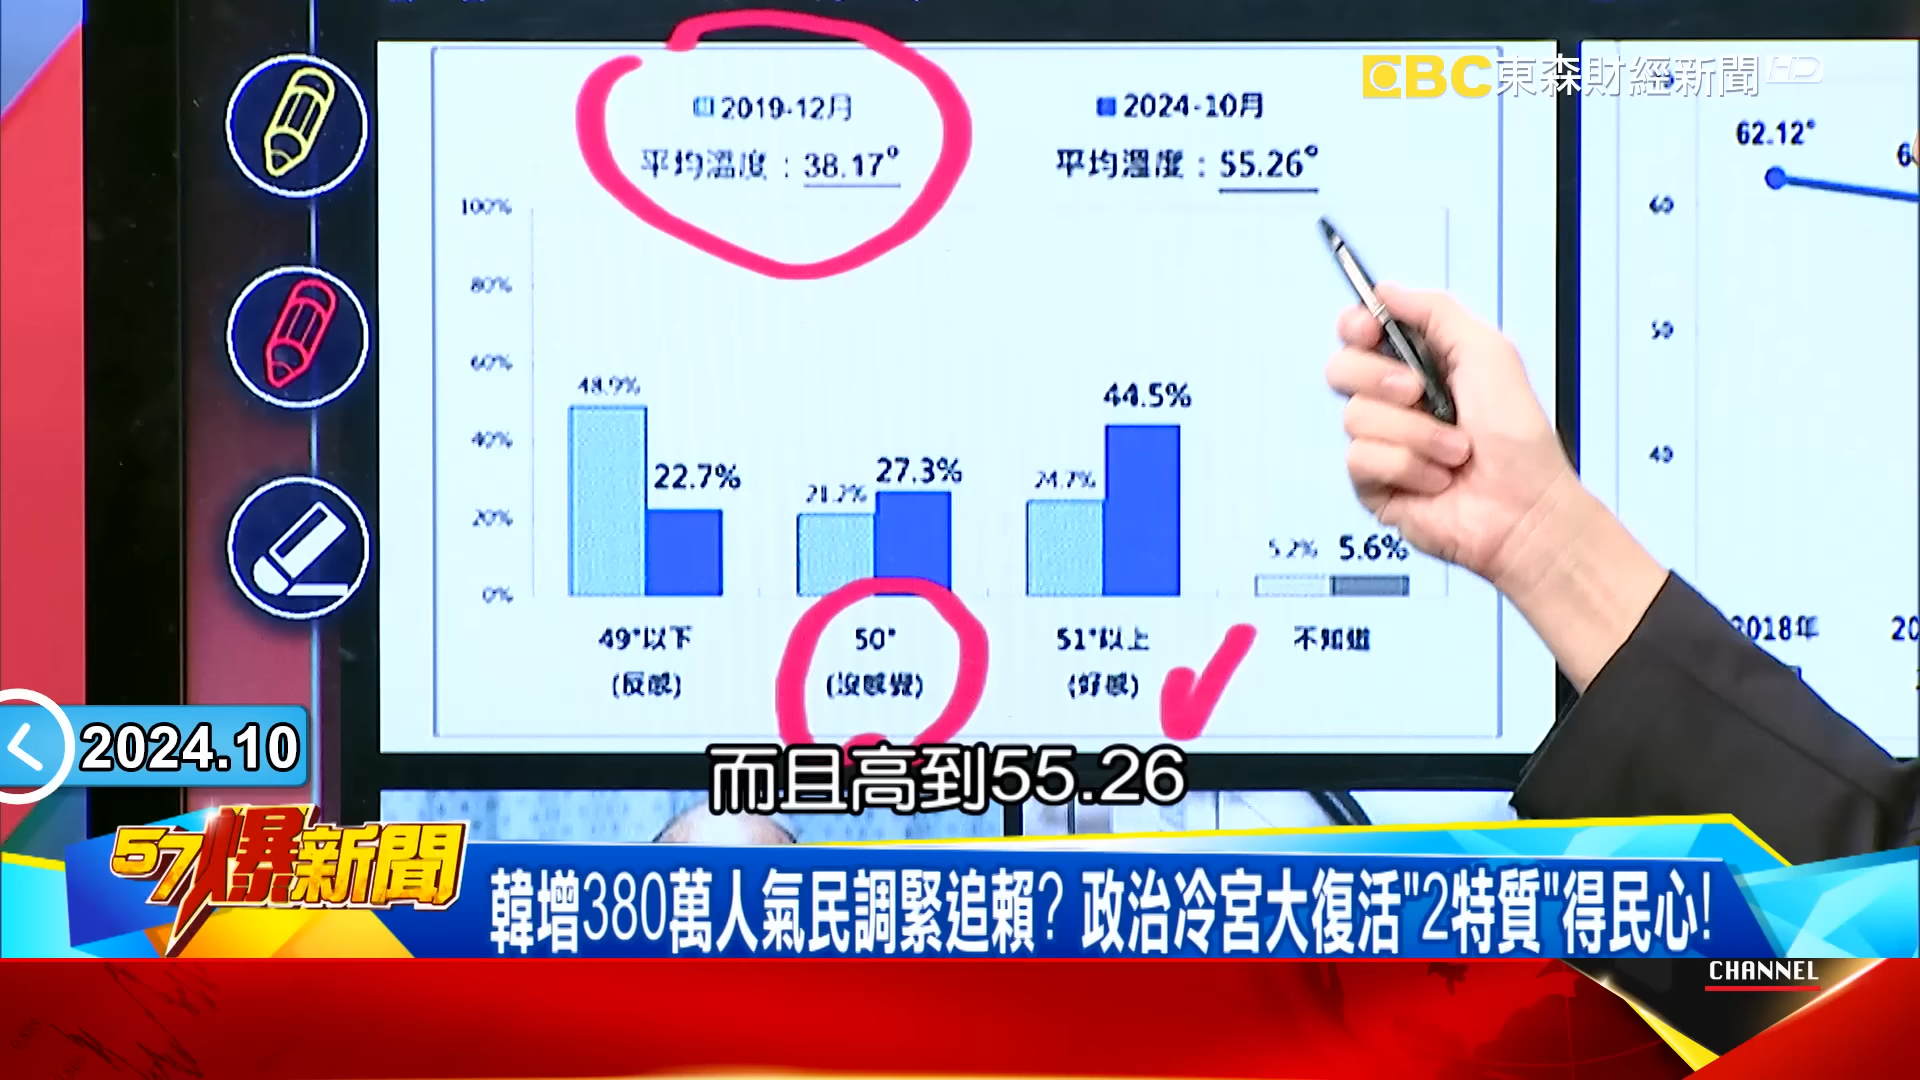 EBC東森財經新聞HD
2019-12月
2024-10月
平均溫度：38.17°
平均溫度：55.26°
100%
80%
60%
40%
20%
0%
48.9%
22.7%
21.2%
27.3%
24.7%
44.5%
5.2%
5.6%
49°以下
(反感)
50°
(沒感覺)
51°以上
(好感)
不知道
62.12°
60
50
40
2018年
20
2024.10
而且高到55.26
57爆新聞
韓增380萬人氣民調緊追賴? 政治冷宮大復活"2特質"得民心!
CHANNEL